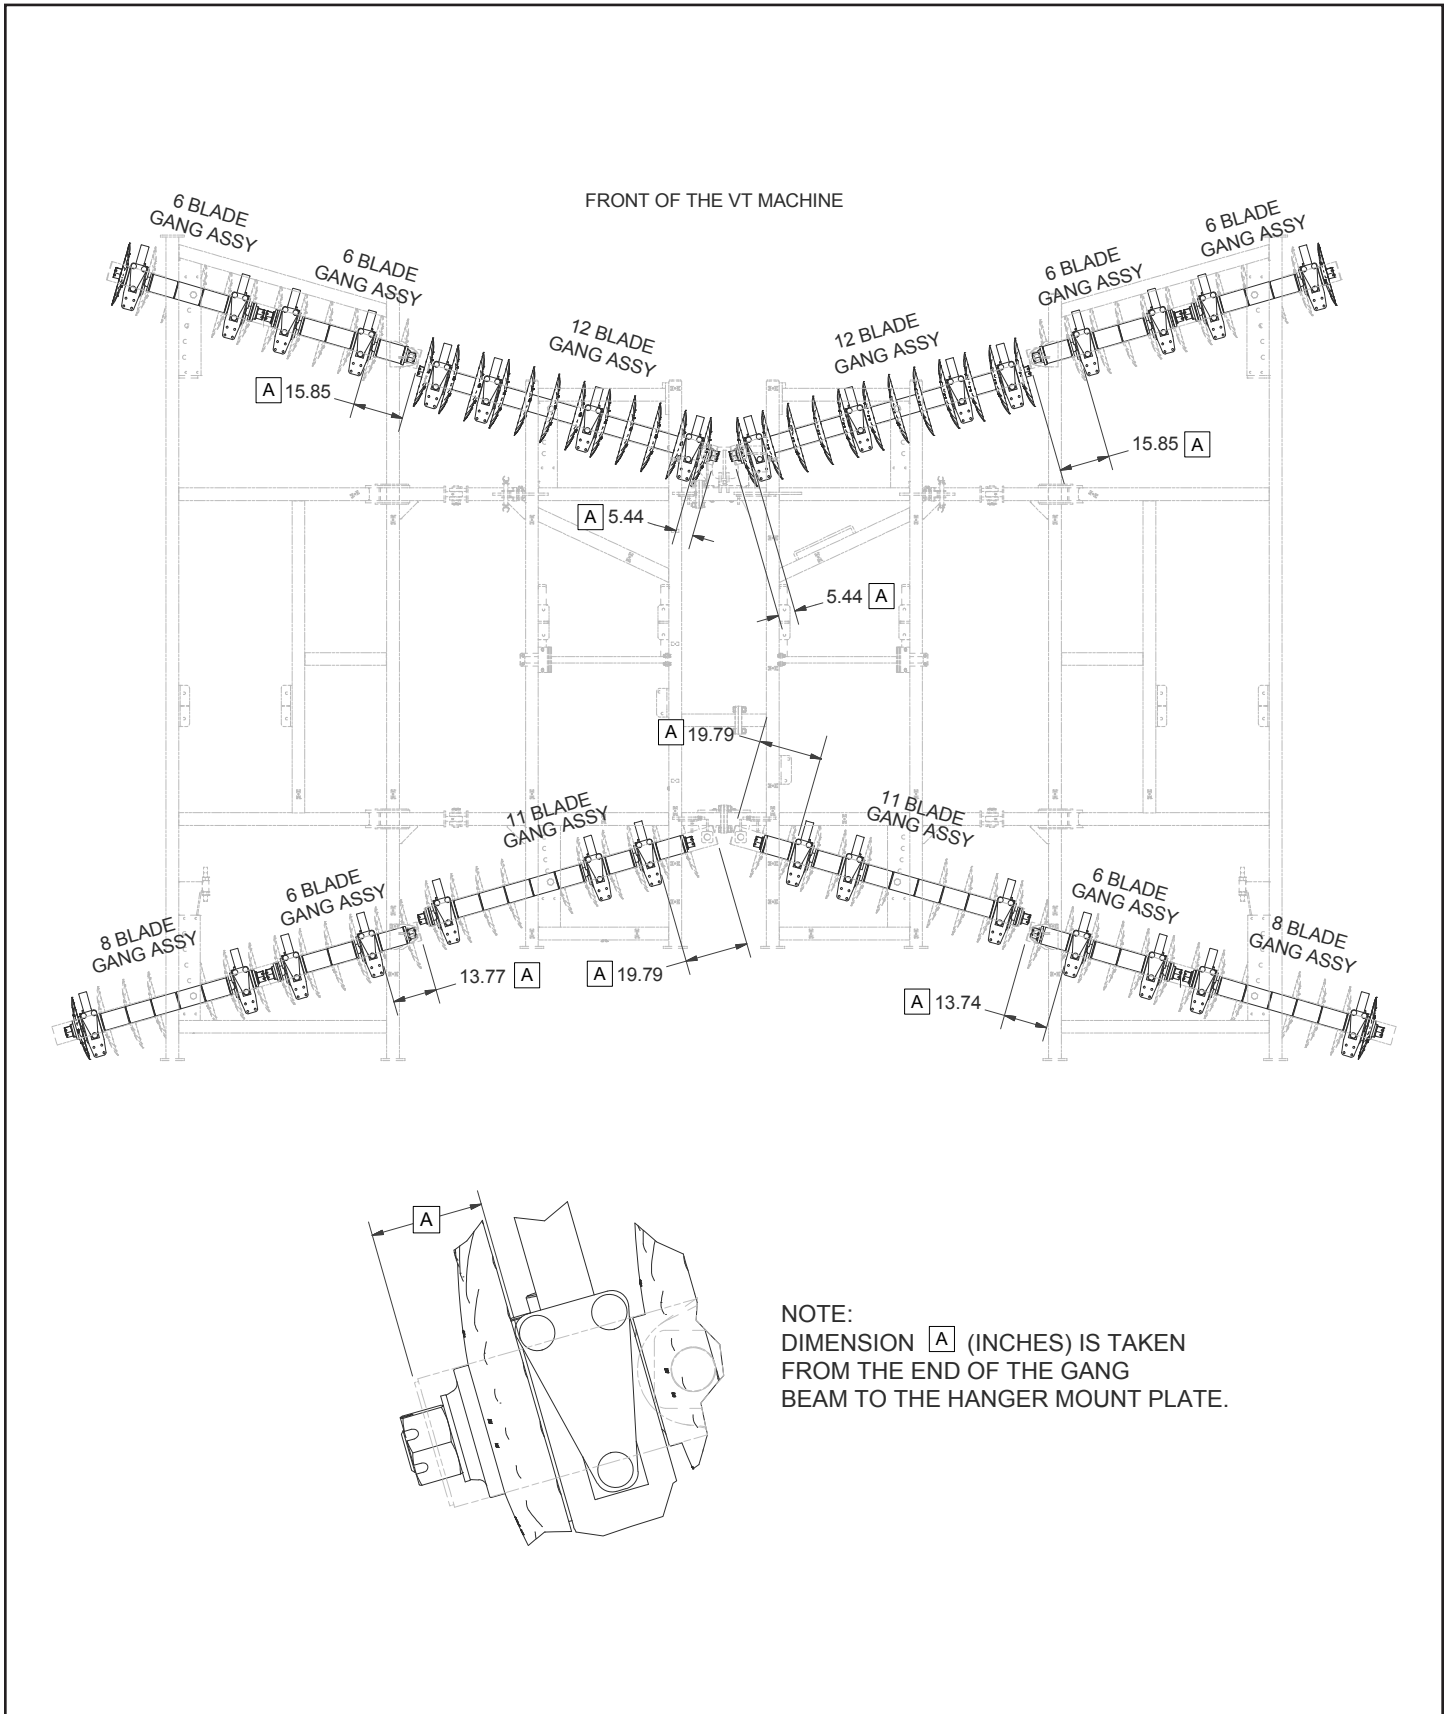 FRONT OF THE VT MACHINE
6 BLADE
GANG ASSY
6 BLADE
GANG ASSY
12 BLADE
GANG ASSY
12 BLADE
GANG ASSY
6 BLADE
GANG ASSY
6 BLADE
GANG ASSY
A 15.85
15.85 A
A 5.44
5.44 A
A 19.79
11 BLADE
GANG ASSY
11 BLADE
GANG ASSY
6 BLADE
GANG ASSY
6 BLADE
GANG ASSY
8 BLADE
GANG ASSY
8 BLADE
GANG ASSY
13.77 A
A 19.79
A 13.74
A
NOTE:
DIMENSION A (INCHES) IS TAKEN
FROM THE END OF THE GANG
BEAM TO THE HANGER MOUNT PLATE.